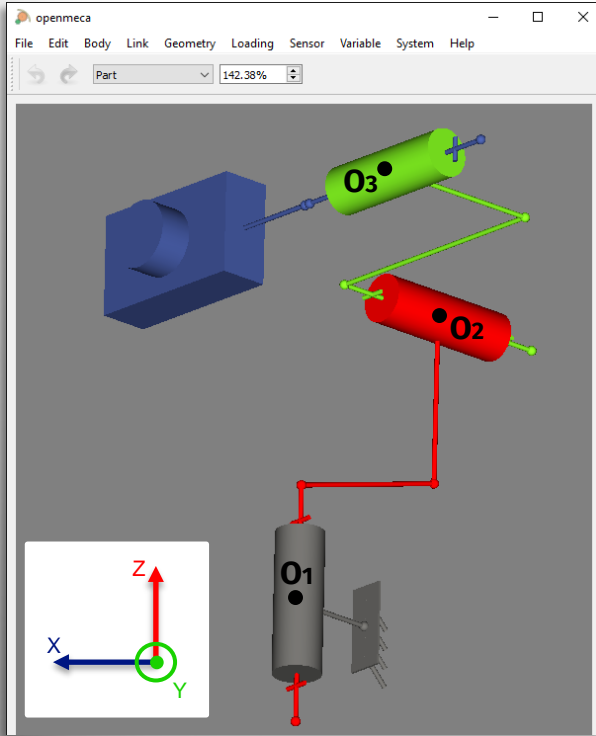 openmeca
File Edit Body Link Geometry Loading Sensor Variable System Help
Part 142.38%
O3
O2
O1
Z
X
Y